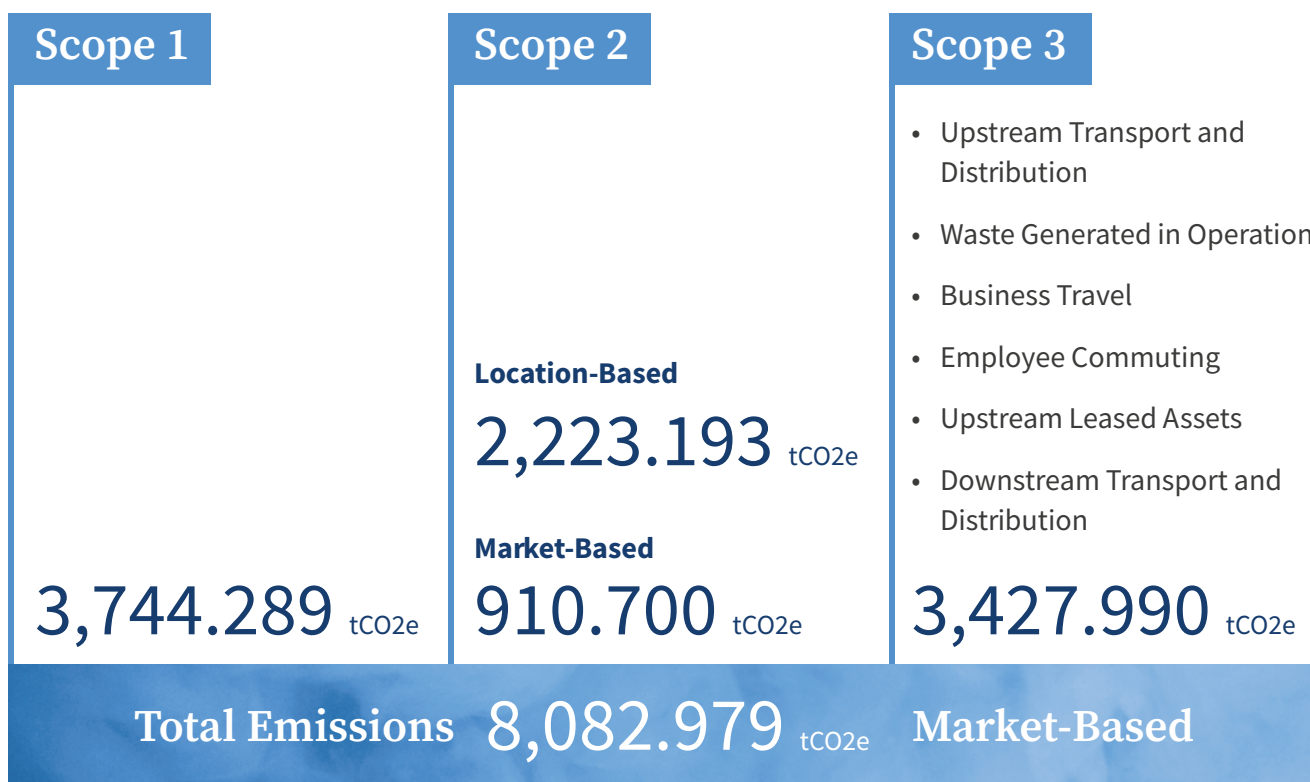 Scope 1
3,744.289 tCO2e
Scope 2
Location-Based
2,223.193 tCO2e
Market-Based
910.700 tCO2e
Scope 3
• Upstream Transport and
Distribution
• Waste Generated in Operation
• Business Travel
• Employee Commuting
• Upstream Leased Assets
• Downstream Transport and
Distribution
3,427.990 tCO2e
Total Emissions 8,082.979 tCO2e Market-Based